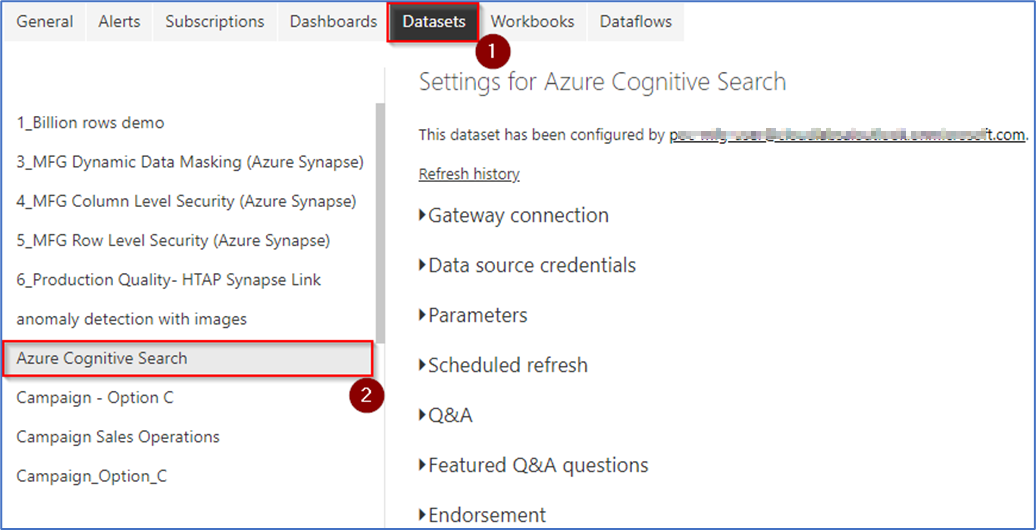 General Alerts Subscriptions Dashboards Datasets Workbooks Dataflows
1
1_Billion rows demo
3_MFG Dynamic Data Masking (Azure Synapse)
4_MFG Column Level Security (Azure Synapse)
5_MFG Row Level Security (Azure Synapse)
6_Production Quality- HTAP Synapse Link
anomaly detection with images
Azure Cognitive Search
2
Campaign - Option C
Campaign Sales Operations
Campaign_Option_C
Settings for Azure Cognitive Search
This dataset has been configured by
Refresh history
Gateway connection
Data source credentials
Parameters
Scheduled refresh
Q&A
Featured Q&A questions
Endorsement